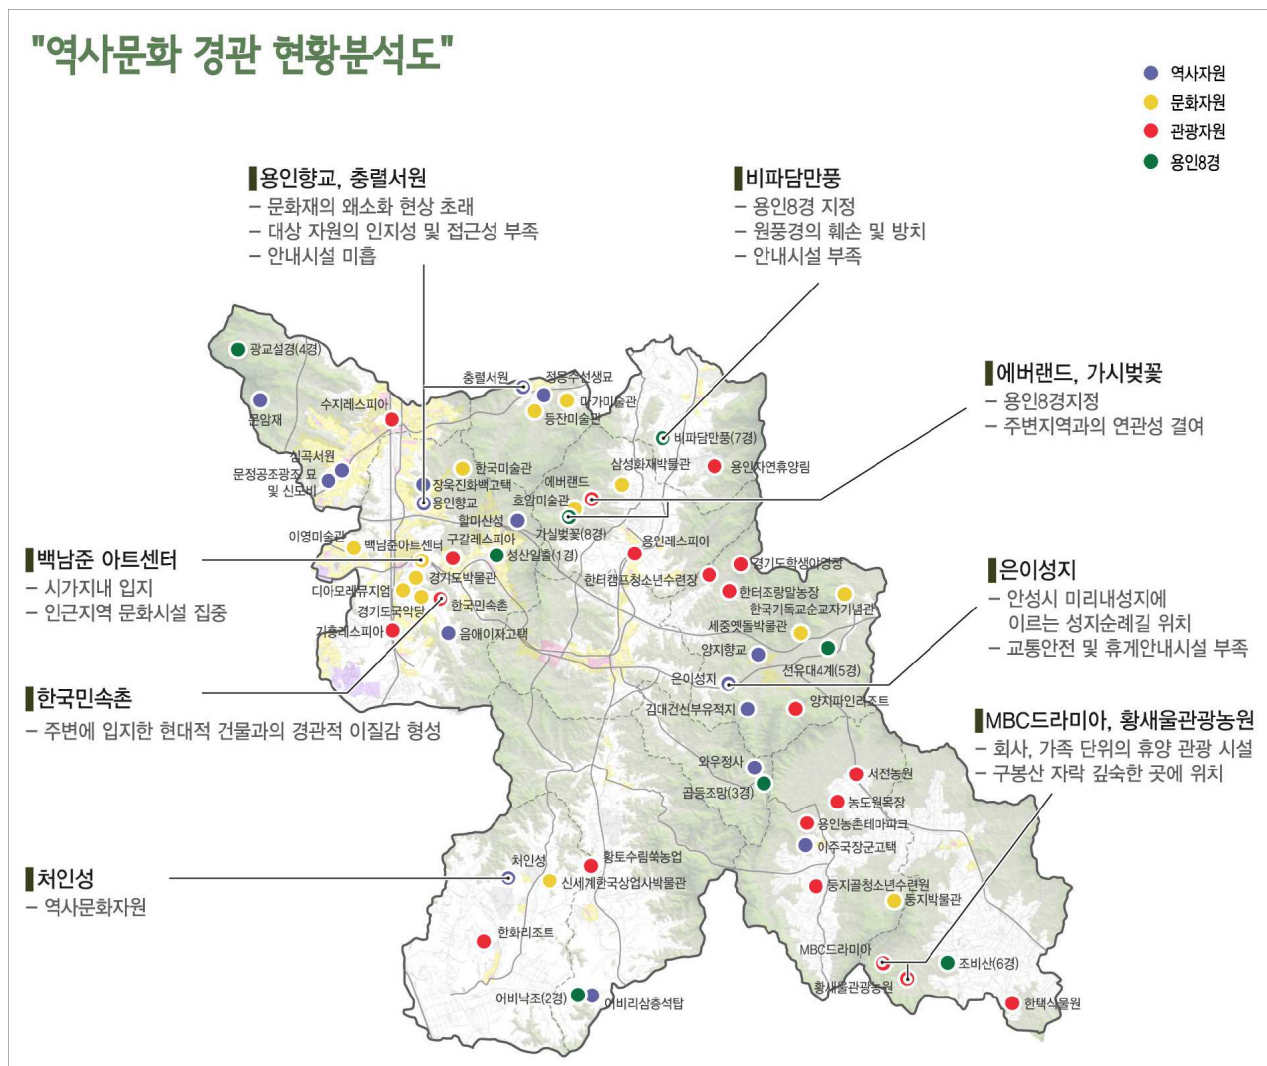 "역사문화 경관 현황분석도"
역사자원
문화자원
관광자원
용인8경
용인향교, 충렬서원
– 문화재의 왜소화 현상 초래
– 대상 자원의 인지성 및 접근성 부족
– 안내시설 미흡
비파담만풍
– 용인8경 지정
– 원풍경의 훼손 및 방치
– 안내시설 부족
에버랜드, 가시벚꽃
– 용인8경지정
– 주변지역과의 연관성 결여
백남준 아트센터
– 시가지내 입지
– 인근지역 문화시설 집중
은이성지
– 안성시 미리내성지에
이르는 성지순례길 위치
– 교통안전 및 휴게안내시설 부족
한국민속촌
– 주변에 입지한 현대적 건물과의 경관적 이질감 형성
MBC드라미아, 황새울관광농원
– 회사, 가족 단위의 휴양 관광 시설
– 구봉산 자락 깊숙한 곳에 위치
처인성
– 역사문화자원
광교설경(4경)
문암재
수지레스피아
충렬서원
정몽주선생묘
마가미술관
등잔미술관
비파담만풍(7경)
심곡서원
문정공조광조 묘
및 신도비
한국미술관
장욱진화백고택
용인향교
삼성화재박물관
용인자연휴양림
에버랜드
호암미술관
할미산성
가실벚꽃(8경)
이영미술관
백남준아트센터
구갈레스피아
성산일출(1경)
용인레스피아
경기도박물관
디아모레뮤지엄
경기도국악당
한국민속촌
기흥레스피아
음애이자고택
경기도학생야영장
한터캠프청소년수련장
한터조랑말농장
한국기독교순교자기념관
세중옛돌박물관
양지향교
선유대4계(5경)
은이성지
김대건신부유적지
양지파인리조트
와우정사
곱등조망(3경)
서전농원
농도원목장
용인농촌테마파크
이주국장군고택
처인성
황토수림쑥농업
신세계한국상업사박물관
둥지골청소년수련원
둥지박물관
한화리조트
MBC드라미아
황새울관광농원
조비산(6경)
어비낙조(2경)
어비리삼층석탑
한택식물원